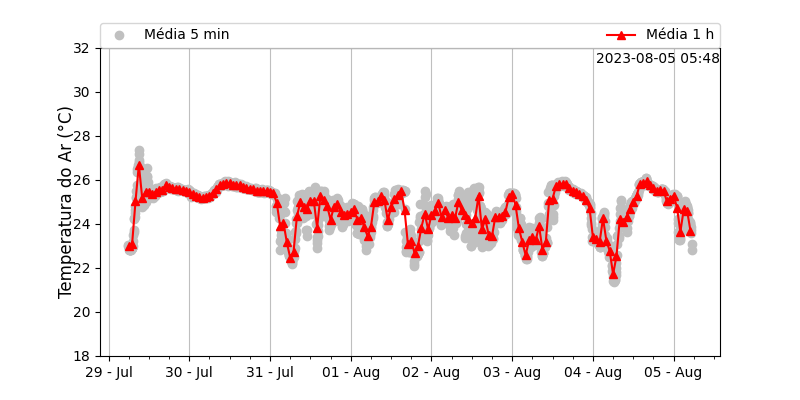 Média 5 min
Média 1 h
2023-08-05 05:48
Temperatura do Ar (°C)
32
30
28
26
24
22
20
18
29 - Jul
30 - Jul
31 - Jul
01 - Aug
02 - Aug
03 - Aug
04 - Aug
05 - Aug